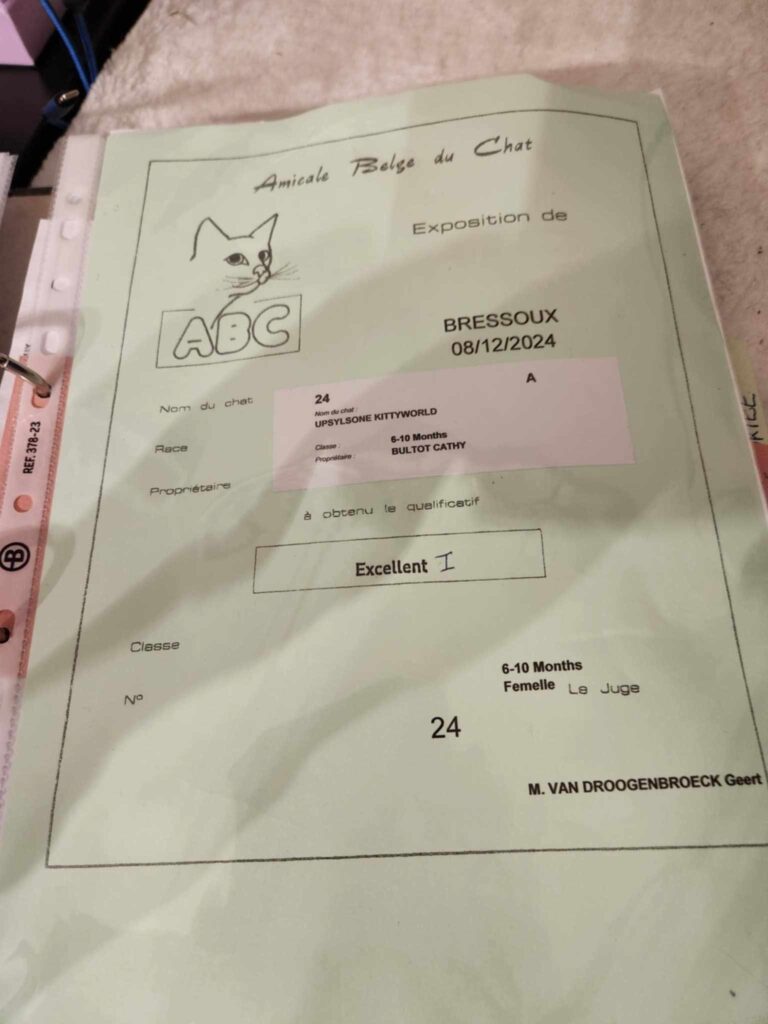 Amicale Belge du Chat
Exposition de
ABC
BRESSOUX
08/12/2024
Nom du chat
24
A
Nom du chat :
UPSYLSONE KITTYWORLD
Race
Classe : 6-10 Months
Propriétaire : BULTOT CATHY
Propriétaire
à obtenu le qualificatif
Excellent I
Classe
6-10 Months
Femelle Le Juge
N°
24
M. VAN DROOGENBROECK Geert
REF. 378-23
B